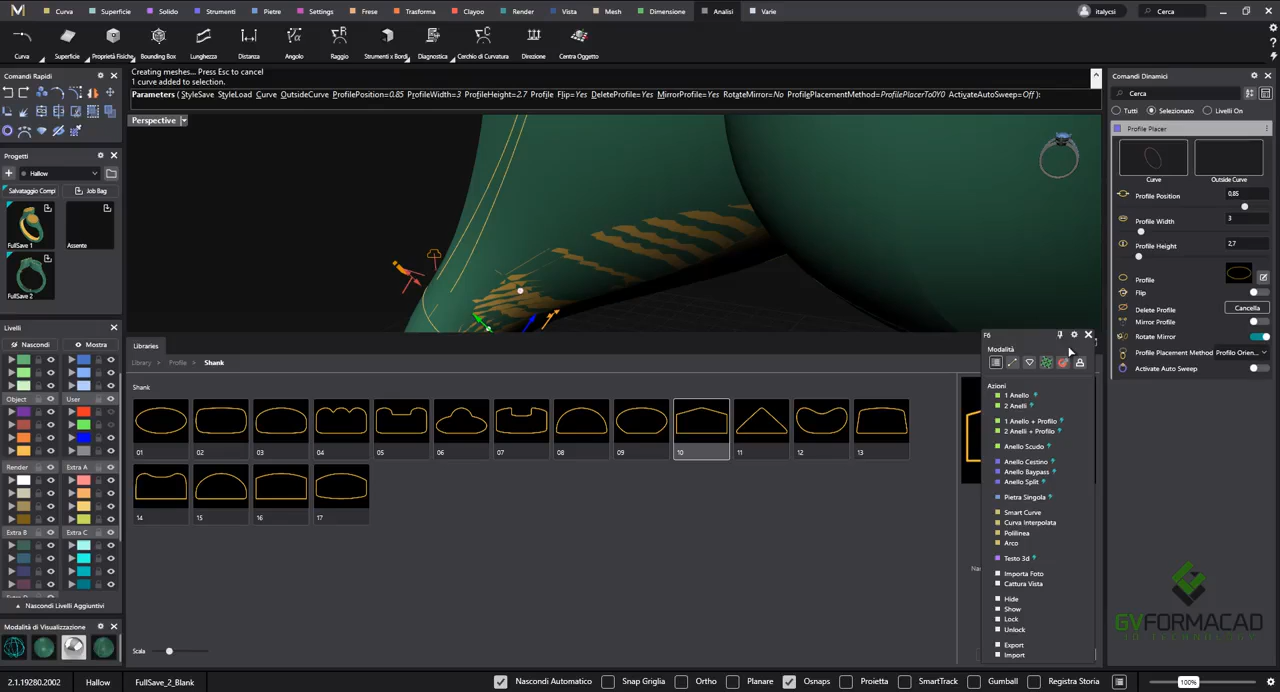 Curva Superficie Solido Strumenti Pietre Settings Frese Trasforma Clayoo Render Vista Mesh Dimensione Analisi Varie italycsi Cerca
Curva Superficie Proprietà Fisiche Bounding Box Lunghezza Distanza Angolo Raggio Strumenti x Bordi Diagnostica Cerchio di Curvatura Direzione Centra Oggetto
Comandi Rapidi
Creating meshes... Press Esc to cancel
1 curve added to selection.
Parameters ( StyleSave StyleLoad Curve OutsideCurve ProfilePosition=0.85 ProfileWidth=3 ProfileHeight=2.7 Profile Flip=Yes DeleteProfile=Yes MirrorProfile=Yes RotateMirror=No ProfilePlacementMethod=ProfilePlacerTo0Y0 ActivateAutoSweep=Off ):
Perspective
Comandi Dinamici
Cerca
Tutti Selezionato Livelli On
Profile Placer
Curve Outside Curve
Profile Position 0.85
Profile Width 3
Profile Height 2.7
Profile
Flip
Delete Profile Cancella
Mirror Profile
Rotate Mirror
Profile Placement Method Profilo Orien...
Activate Auto Sweep
Progetti
Hallow
Salvataggio Compl Job Bag
FullSave 1 Assente
FullSave 2
Livelli
Nascondi Mostra
Object User
Render Extra A
Extra B Extra C
Nascondi Livelli Aggiuntivi
Modalità di Visualizzazione
Libraries
Library > Profile > Shank
Shank
01 02 03 04 05 06 07 08 09 10 11 12 13
14 15 16 17
Scala
F6
Modalità
Azioni
1 Anello
2 Anelli
1 Anello + Profilo
2 Anelli + Profilo
Anello Scudo
Anello Cestino
Anello Baypass
Anello Split
Pietra Singola
Smart Curve
Curva Interpolata
Polilinea
Arco
Testo 3d
Importa Foto
Cattura Vista
Hide
Show
Lock
Unlock
Export
Import
GVFORMACAD
3D TECHNOLOGY
2.1.19280.2002 Hallow FullSave_2_Blank Nascondi Automatico Snap Griglia Ortho Planare Osnaps Proietta SmartTrack Gumball Registra Storia 100%